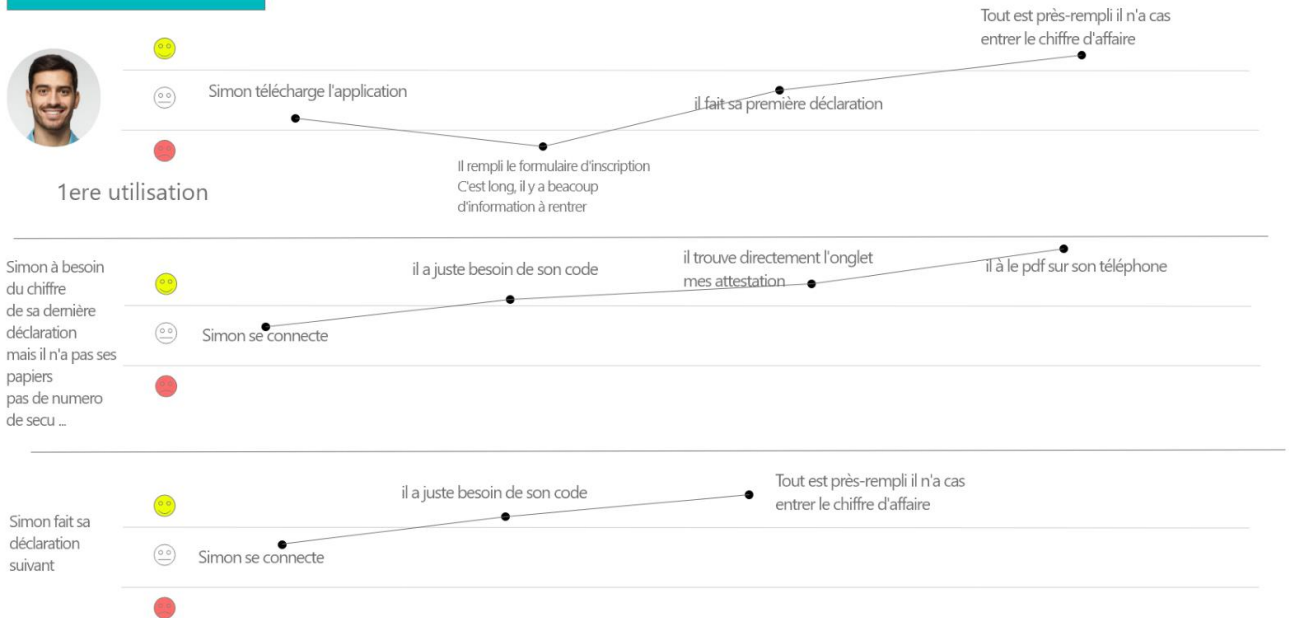 Tout est près-rempli il n'a cas
entrer le chiffre d'affaire
Simon télécharge l'application
il fait sa première déclaration
Il rempli le formulaire d'inscription
C'est long, il y a beacoup
d'information à rentrer
1ere utilisation
Simon à besoin
du chiffre
de sa dernière
déclaration
mais il n'a pas ses
papiers
pas de numero
de secu ...
Simon se connecte
il a juste besoin de son code
il trouve directement l'onglet
mes attestation
il à le pdf sur son téléphone
Simon fait sa
déclaration
suivant
Simon se connecte
il a juste besoin de son code
Tout est près-rempli il n'a cas
entrer le chiffre d'affaire